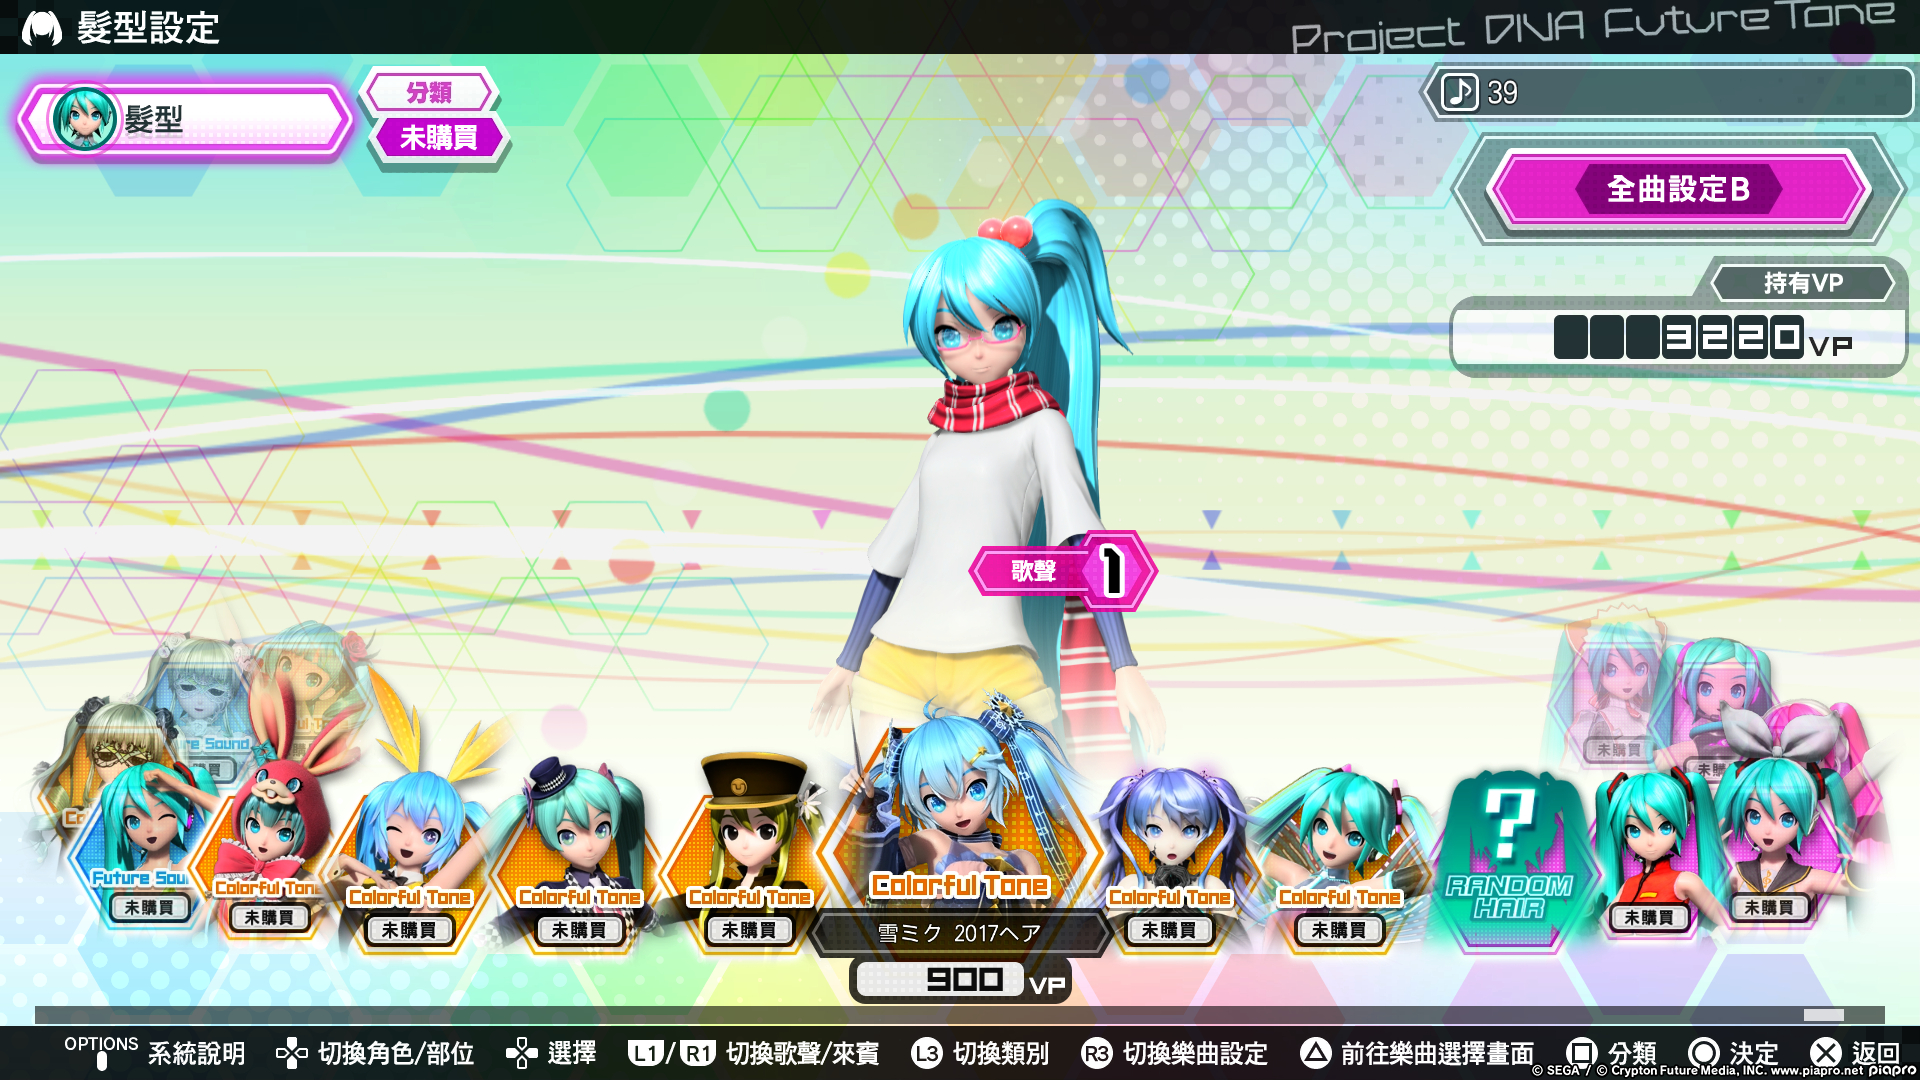 髮型設定
Project DIVA Future Tone
髮型
分類
未購買
39
全曲設定B
持有VP
3220 VP
歌聲 1
Future Sou
未購買
Colorful Tone
未購買
Colorful Tone
未購買
Colorful Tone
未購買
Colorful Tone
未購買
Colorful Tone
雪ミク 2017ヘア
900 VP
Colorful Tone
未購買
Colorful Tone
未購買
?
RANDOM
HAIR
未購買
未購買
未購買
OPTIONS 系統說明 切換角色/部位 選擇 L1/R1 切換歌聲/來賓 L3 切換類別 R3 切換樂曲設定 前往樂曲選擇畫面 分類 決定 返回
© SEGA / © Crypton Future Media, INC. www.piapro.net piapro